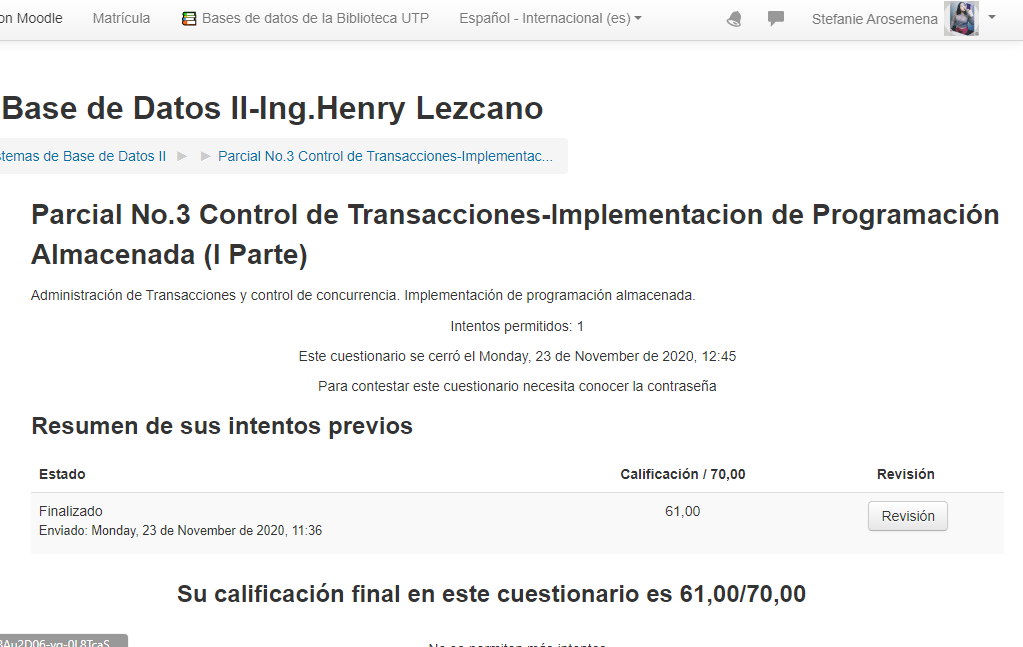 on Moodle Matrícula Bases de datos de la Biblioteca UTP Español - Internacional (es) Stefanie Arosemena
Base de Datos II-Ing.Henry Lezcano
stemas de Base de Datos II Parcial No.3 Control de Transacciones-Implementac...
Parcial No.3 Control de Transacciones-Implementacion de Programación
Almacenada (I Parte)
Administración de Transacciones y control de concurrencia. Implementación de programación almacenada.
Intentos permitidos: 1
Este cuestionario se cerró el Monday, 23 de November de 2020, 12:45
Para contestar este cuestionario necesita conocer la contraseña
Resumen de sus intentos previos
Estado Calificación / 70,00 Revisión
Finalizado 61,00 Revisión
Enviado: Monday, 23 de November de 2020, 11:36
Su calificación final en este cuestionario es 61,00/70,00
No se permiten más intentos